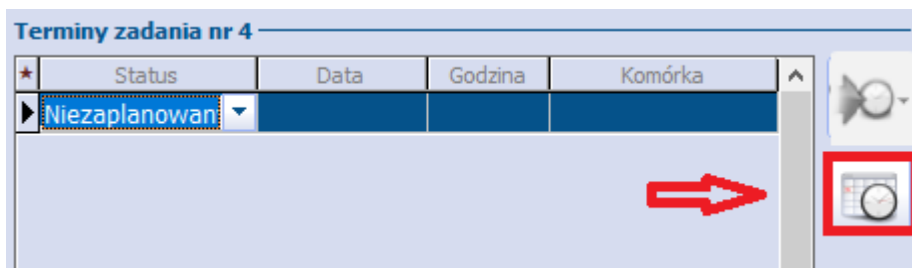 Terminy zadania nr 4
* Status Data Godzina Komórka
Niezaplanowan